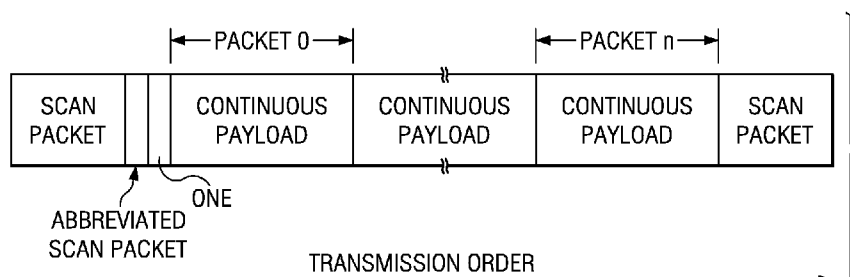 PACKET 0
PACKET n
SCAN PACKET
CONTINUOUS PAYLOAD
CONTINUOUS PAYLOAD
CONTINUOUS PAYLOAD
SCAN PACKET
ONE
ABBREVIATED
SCAN PACKET
TRANSMISSION ORDER